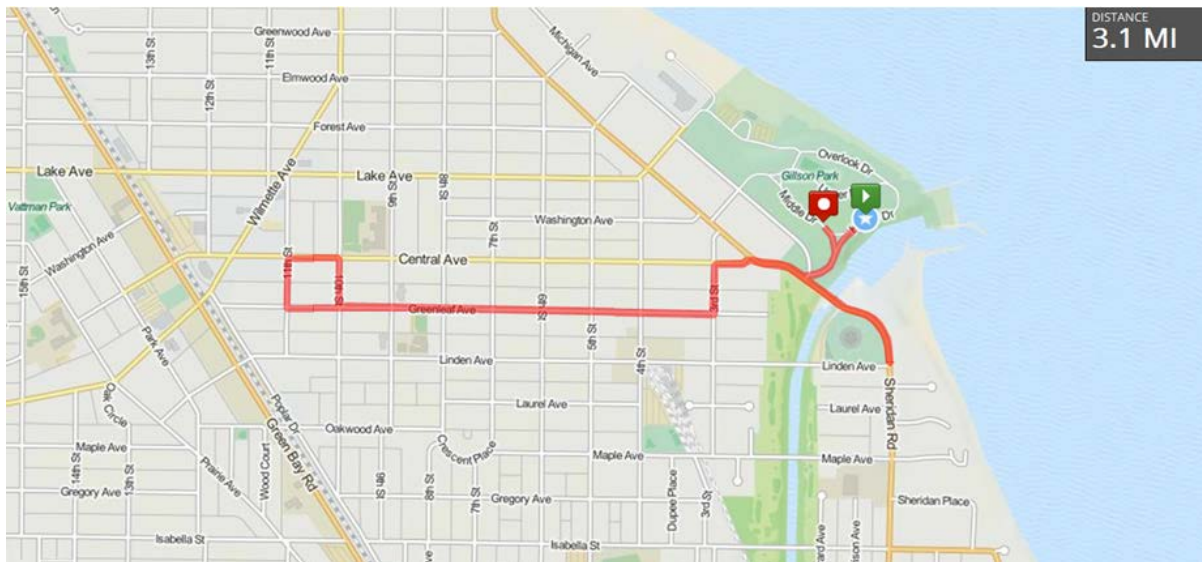 DISTANCE
3.1 MI
Greenwood Ave
Michigan Ave
13th St
11th St
12th St
Elmwood Ave
Forest Ave
Overlook Dr
Lake Ave
Lake Ave
Gillson Park
Wilmette Ave
9th St
8th St
Upper
Middle Dr
Dr
Vattman Park
Washington Ave
7th St
Washington Ave
11th St
Central Ave
15th St
10th St
Greenleaf Ave
6th St
3rd St
5th St
4th St
Park Ave
Linden Ave
Linden Ave
Sheridan Rd
Oak Circle
Poplar Dr
Laurel Ave
Laurel Ave
Green Bay Rd
Oakwood Ave
Crescent Place
Maple Ave
Maple Ave
Maple Ave
14th St
13th St
Prairie Ave
Wood Court
9th St
8th St
7th St
Dupee Place
3rd St
Gregory Ave
Gregory Ave
Sheridan Place
Isabella St
Isabella St